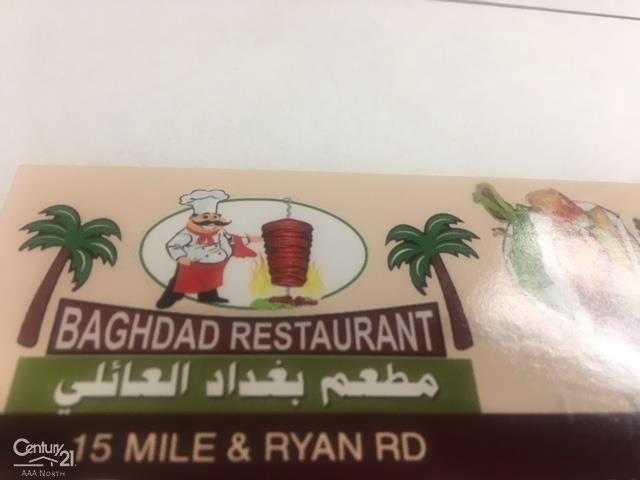 BAGHDAD RESTAURANT
مطعم بغداد العائلي
15 MILE & RYAN RD
Century 21
AAA NORTH